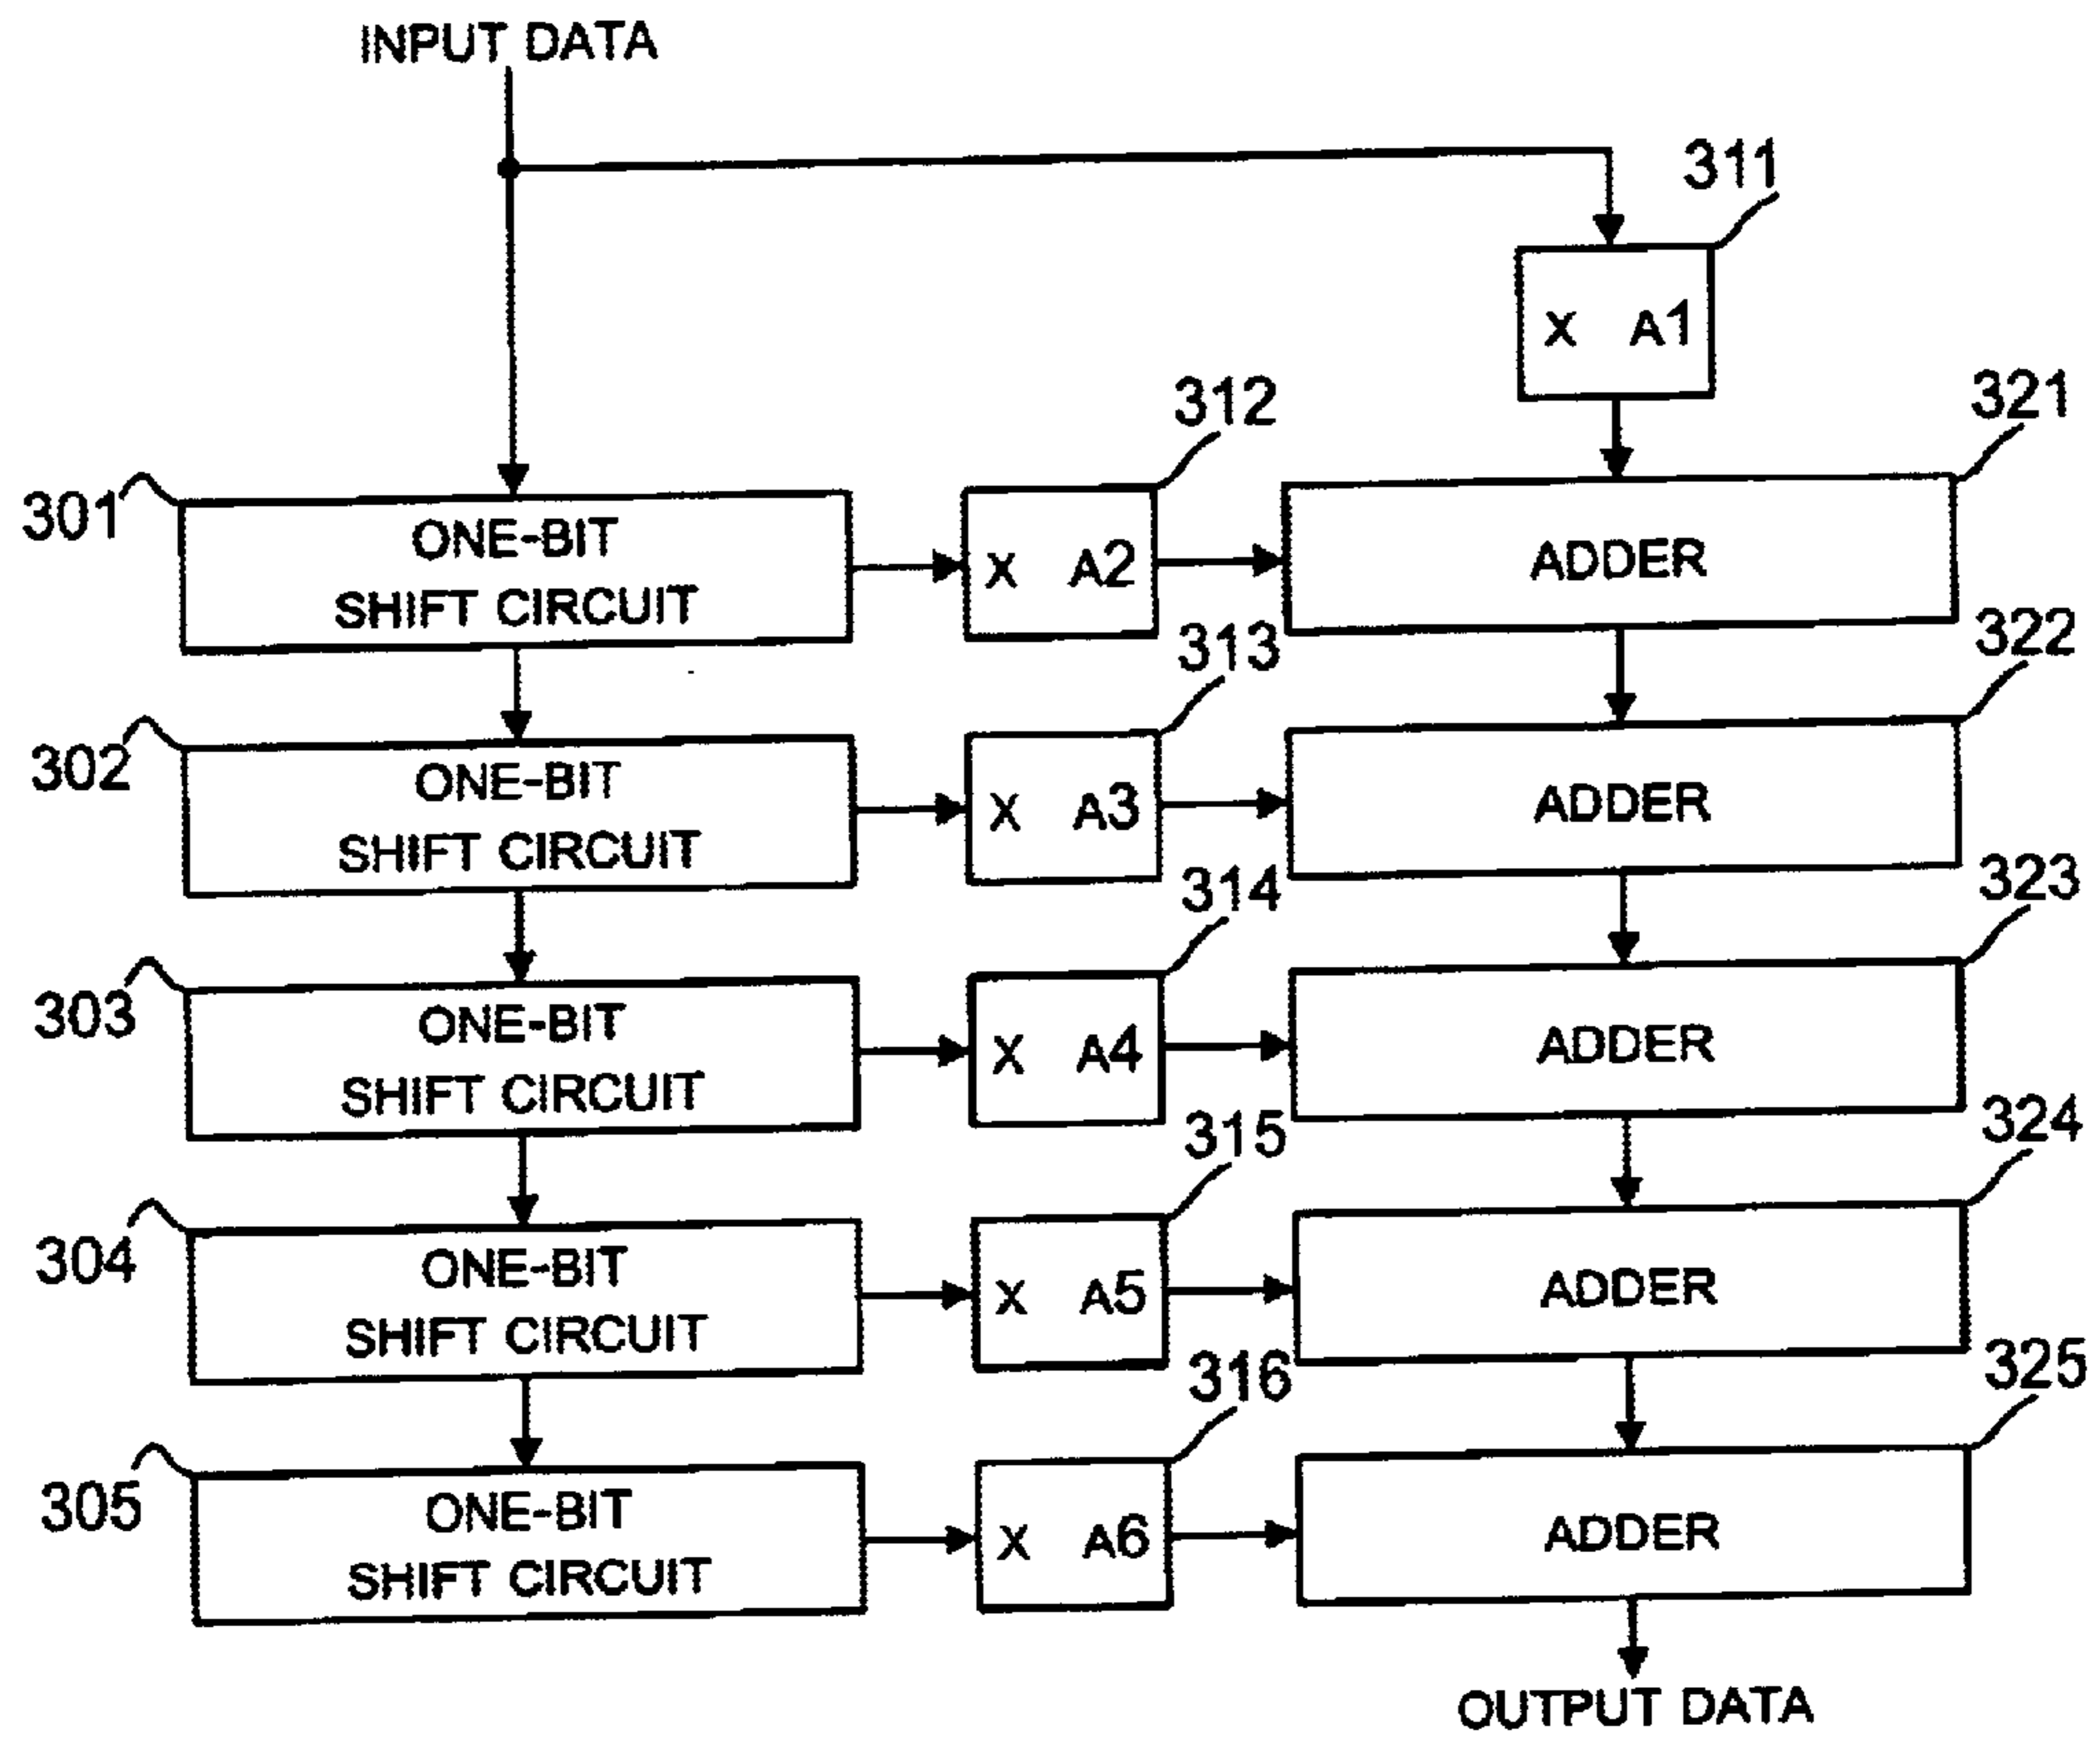 INPUT DATA
311
X A1
312
321
301
ONE-BIT
SHIFT CIRCUIT
X A2
ADDER
313
322
302
ONE-BIT
SHIFT CIRCUIT
X A3
ADDER
314
323
303
ONE-BIT
SHIFT CIRCUIT
X A4
ADDER
315
324
304
ONE-BIT
SHIFT CIRCUIT
X A5
ADDER
316
325
305
ONE-BIT
SHIFT CIRCUIT
X A6
ADDER
OUTPUT DATA